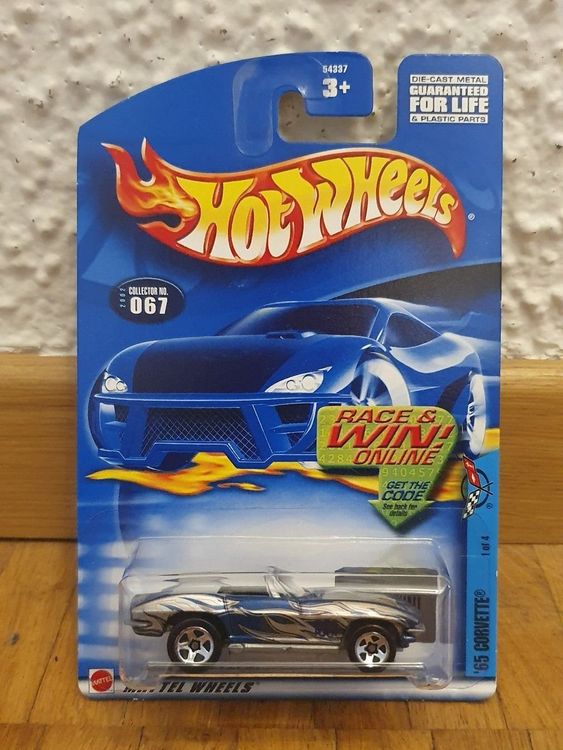 54337
3+
DIE-CAST METAL
GUARANTEED
FOR LIFE
& PLASTIC PARTS
HOT WHEELS®
2002
COLLECTOR NO.
067
RACE &
WIN!
ONLINE
GET THE
CODE
See back for
details
®
1 of 4
'65 CORVETTE®
MATTEL
TEL WHEELS